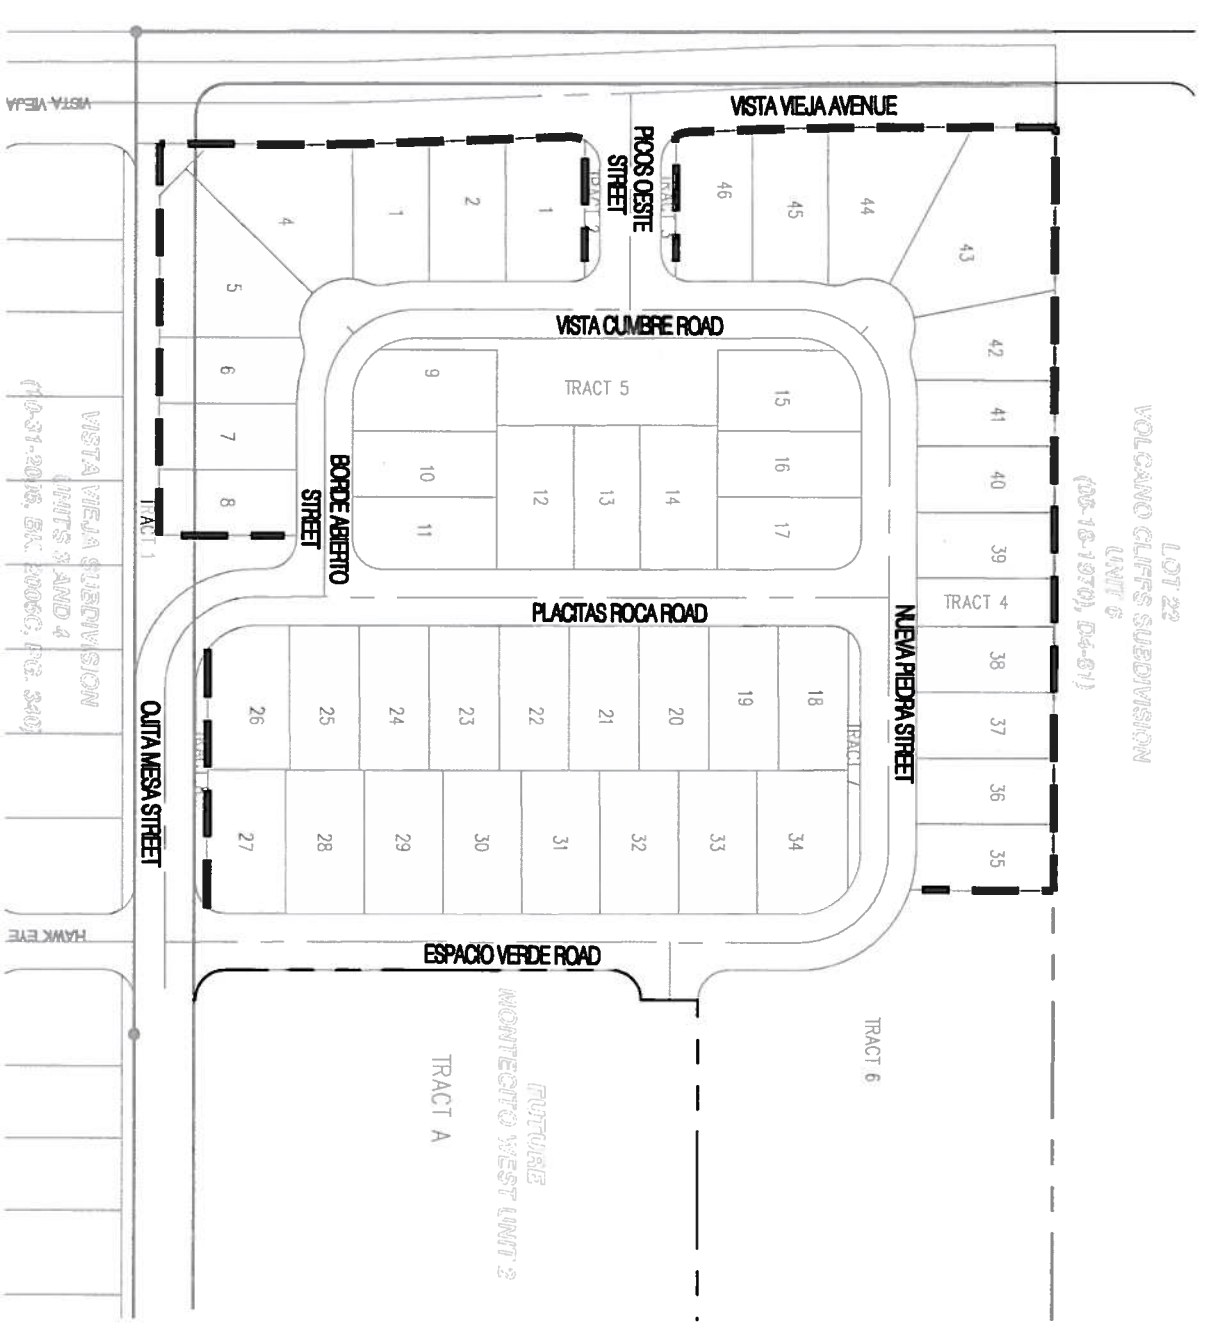 VISTA VIEJA
VISTA VIEJA AVENUE
PICOS OESTE
STREET
TRACT 2
TRACT 3
46
45
44
43
1
2
1
4
5
6
7
8
TRACT 1
VISTA CUMBRE ROAD
TRACT 5
9
10
11
12
13
14
15
16
17
42
41
40
39
TRACT 4
38
37
36
35
LOT 22
VOLCANO CLIFFS SUBDIVISION
UNIT 6
VISTA VIEJA SUBDIVISION
UNITS 3 AND 4
BORDE ABIERTO
STREET
PLACITAS ROCA ROAD
NUEVA PIEDRA STREET
OJITA MESA STREET
26
25
24
23
22
21
20
19
18
TRACT 7
27
28
29
30
31
32
33
34
HAWK EYE
ESPACIO VERDE ROAD
TRACT 6
TRACT A
FUTURE
MONTECITO WEST UNIT 2